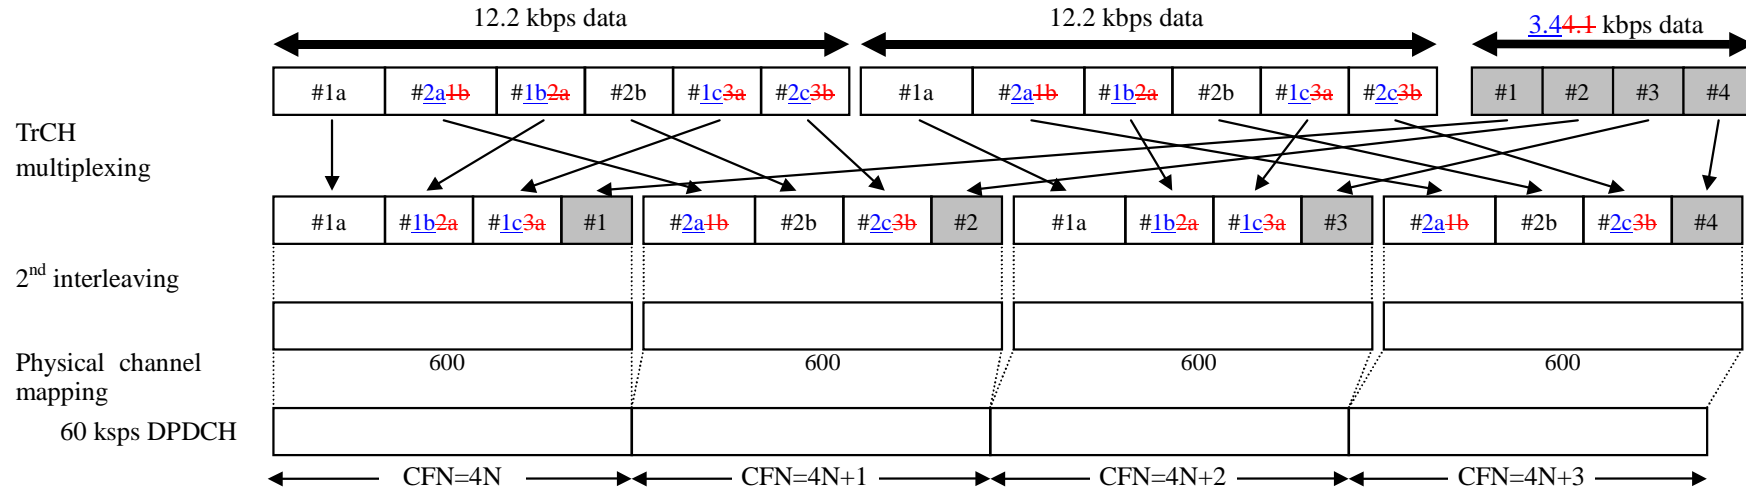 12.2 kbps data 12.2 kbps data 3.44.1 kbps data
#1a #2a1b #1b2a #2b #1c3a #2c3b #1a #2a1b #1b2a #2b #1c3a #2c3b #1 #2 #3 #4
TrCH
multiplexing
#1a #1b2a #1c3a #1 #2a1b #2b #2c3b #2 #1a #1b2a #1c3a #3 #2a1b #2b #2c3b #4
2nd interleaving
Physical channel
mapping
600 600 600 600
60 ksps DPDCH
CFN=4N CFN=4N+1 CFN=4N+2 CFN=4N+3